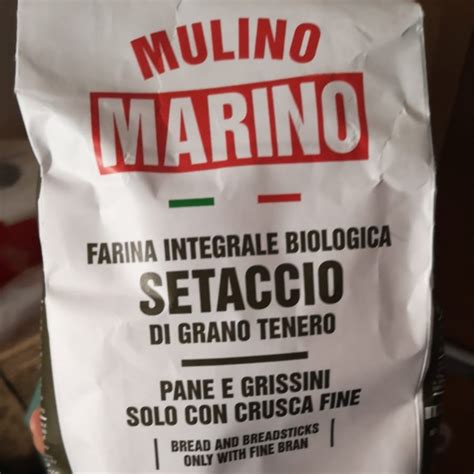 MULINO
MARINO
FARINA INTEGRALE BIOLOGICA
SETACCIO
DI GRANO TENERO
PANE E GRISSINI
SOLO CON CRUSCA FINE
BREAD AND BREADSTICKS
ONLY WITH FINE BRAN